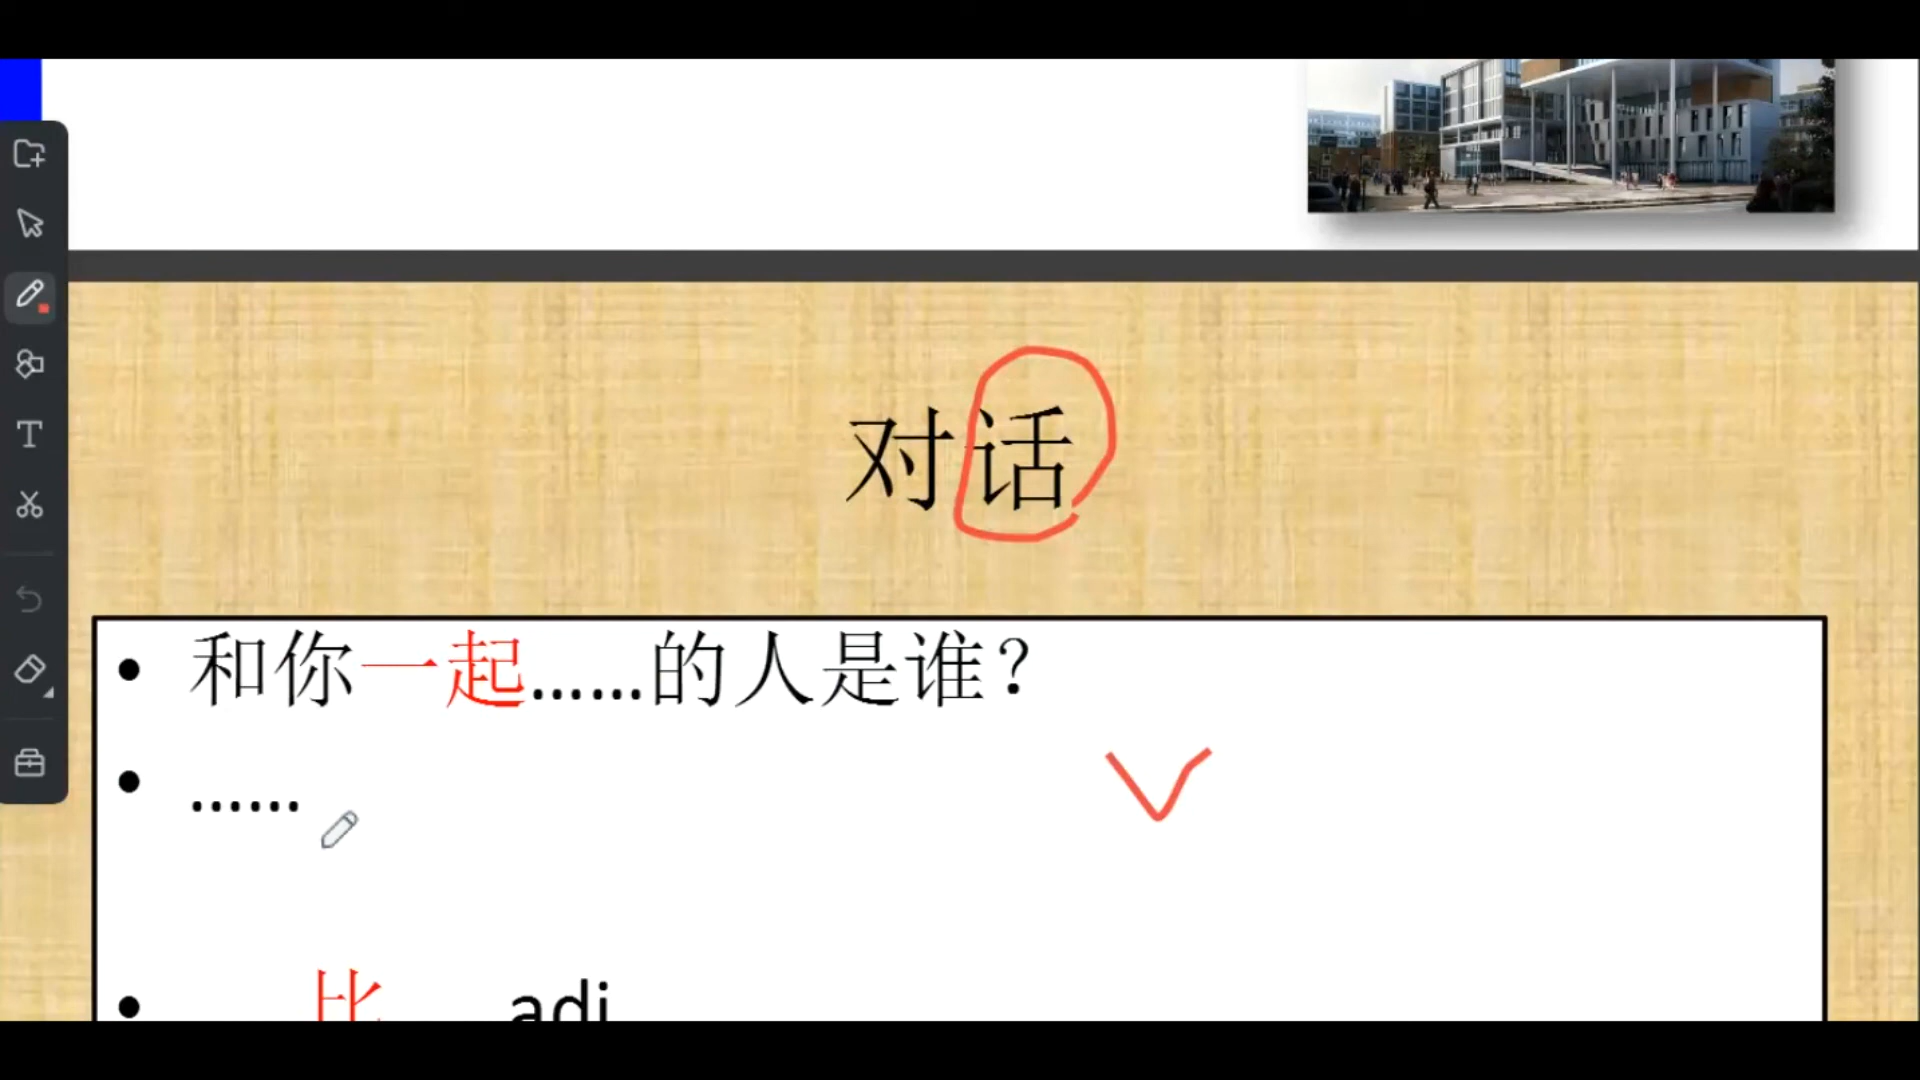 对话
• 和你一起……的人是谁？
• ……
• 比 adj